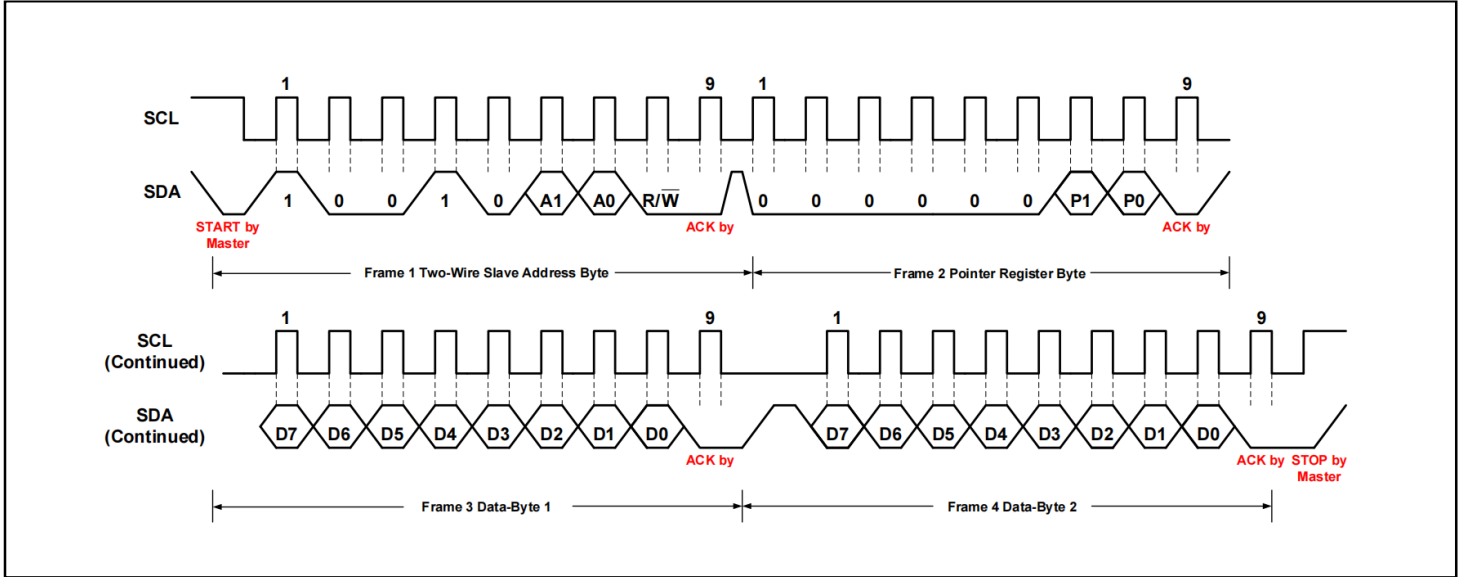 1 9 1 9
SCL
SDA
1 0 0 1 0 A1 A0 R/W̅ 0 0 0 0 0 0 P1 P0
START by
Master
ACK by ACK by
Frame 1 Two-Wire Slave Address Byte Frame 2 Pointer Register Byte
1 9 1 9
SCL
(Continued)
SDA
(Continued)
D7 D6 D5 D4 D3 D2 D1 D0 D7 D6 D5 D4 D3 D2 D1 D0
ACK by ACK by STOP by
Master
Frame 3 Data-Byte 1 Frame 4 Data-Byte 2